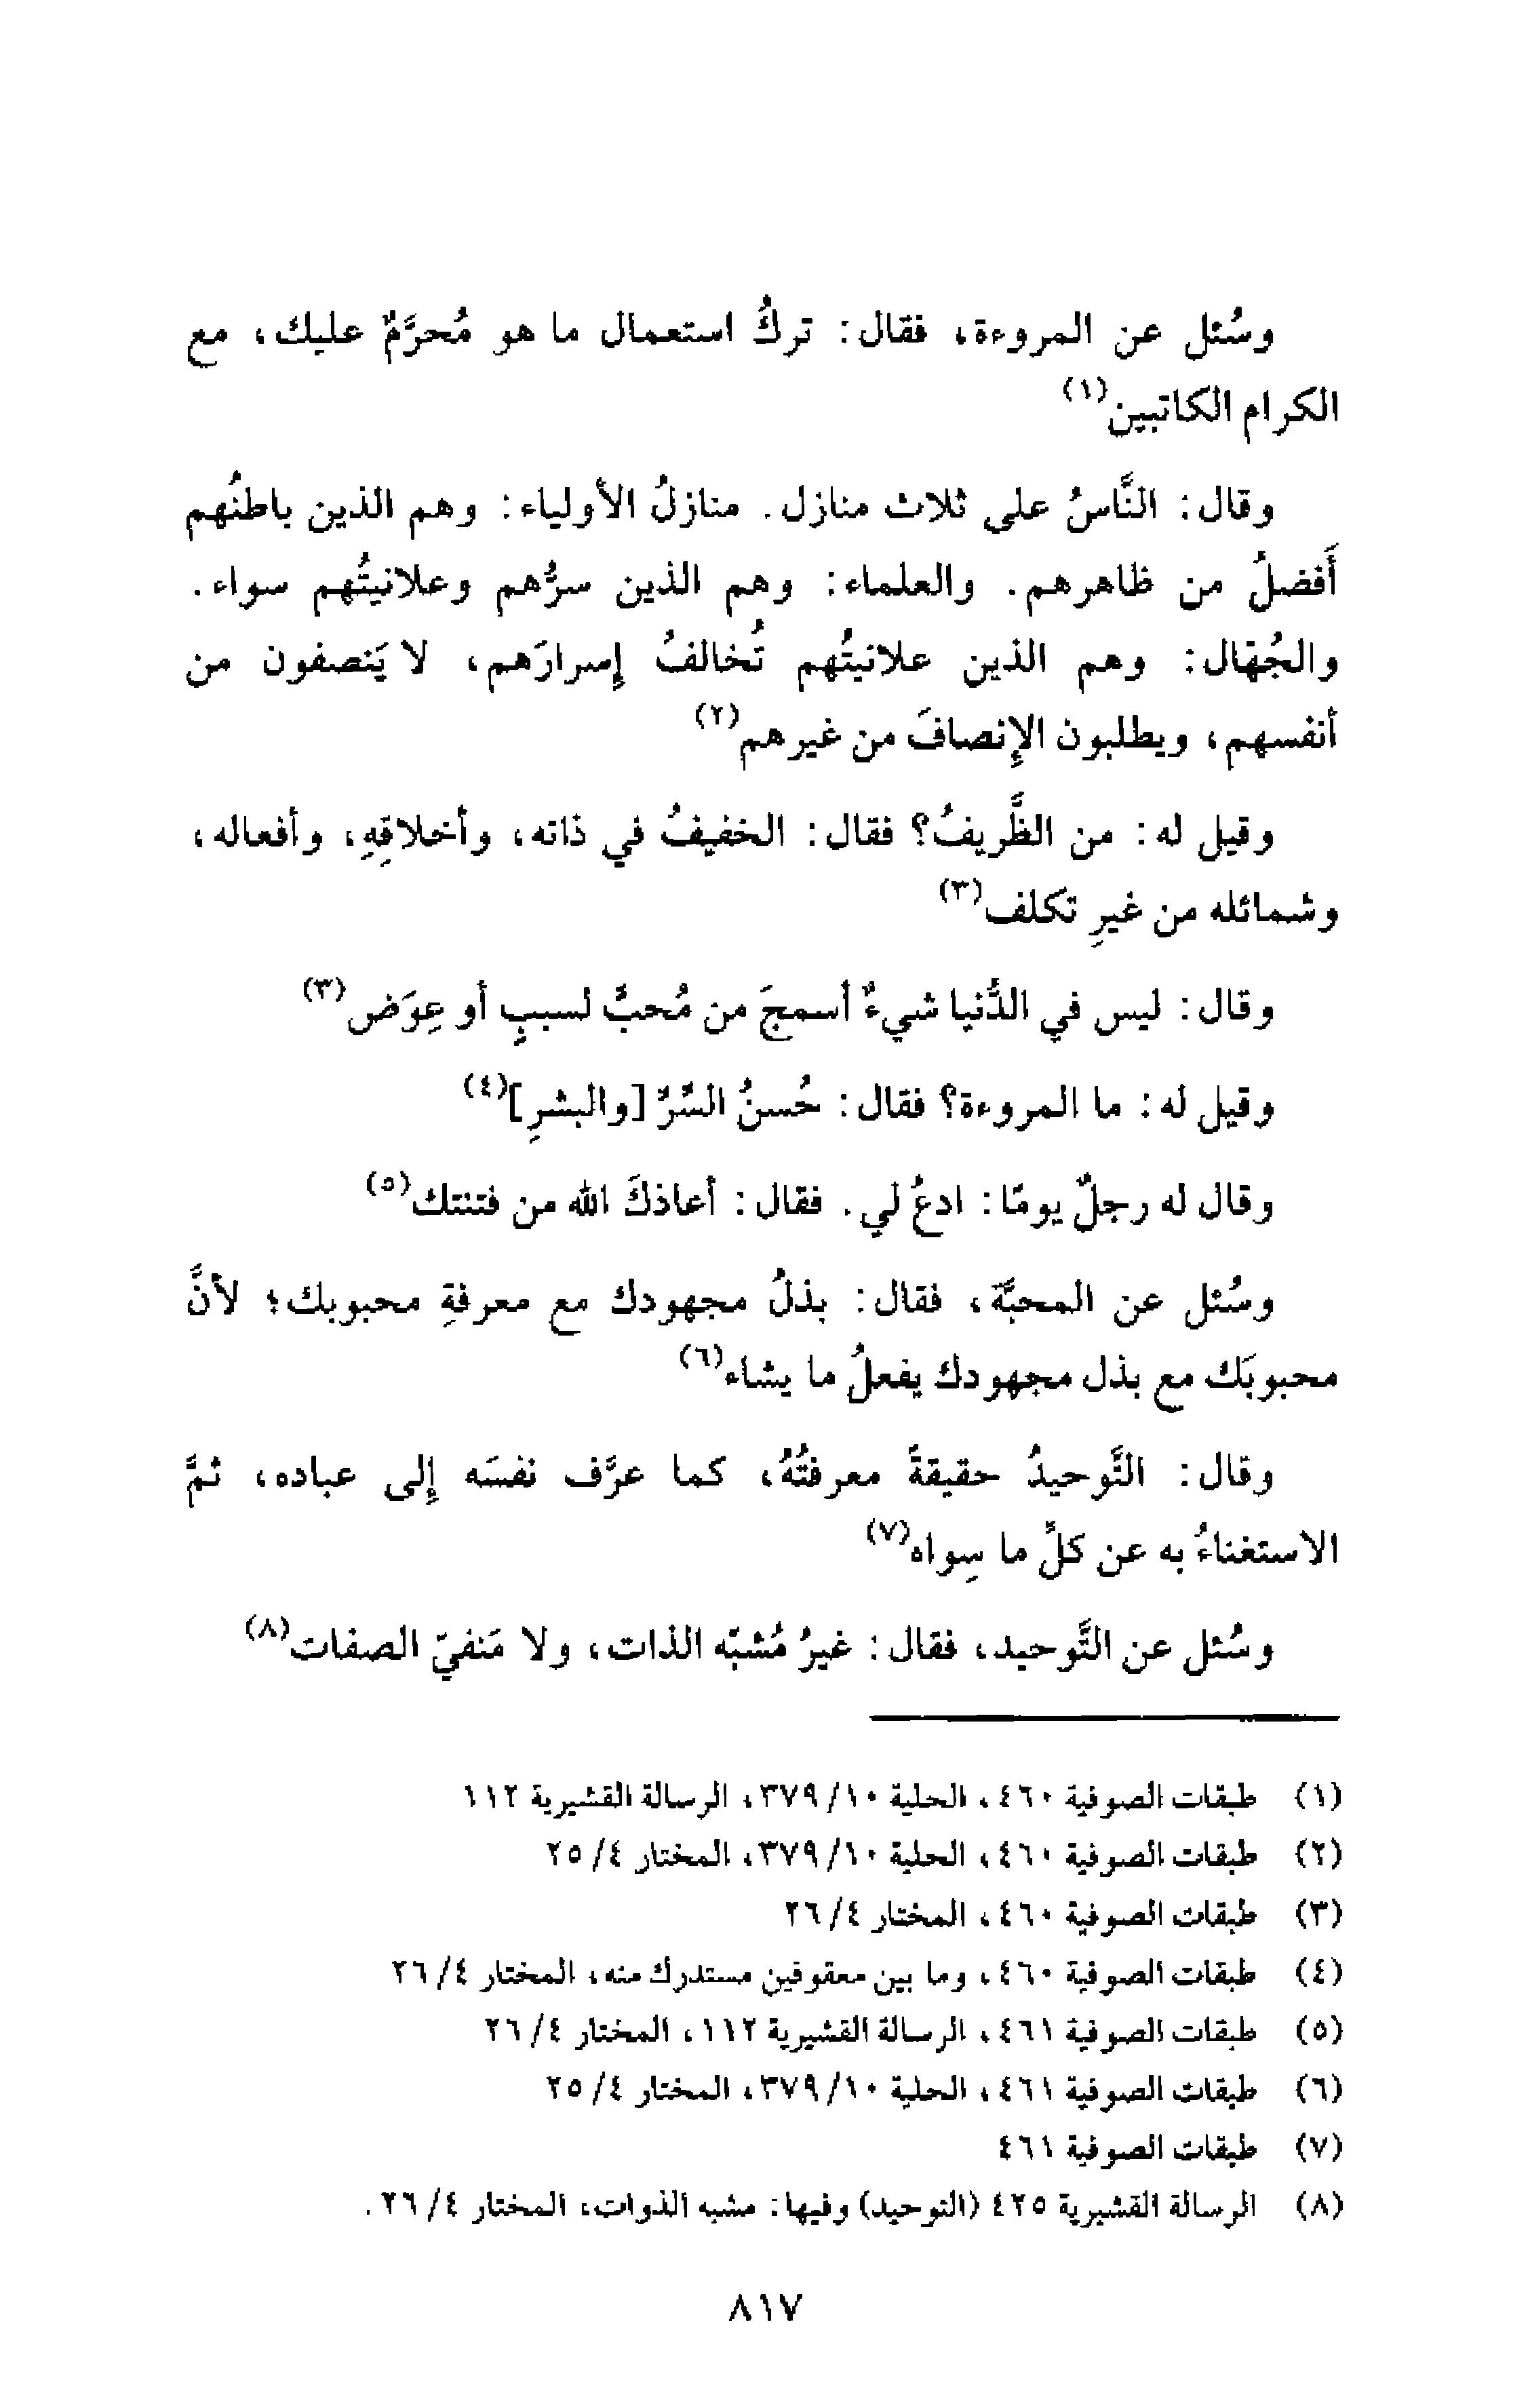 وسُئل عن المروءة، فقال: تركُ استعمال ما هو مُحرَّمٌ عليك، مع
الكرام الكاتبين(١)
وقال: النَّاسُ على ثلاث منازل. منازلُ الأولياء: وهم الذين باطنُهم
أَفضلُ من ظاهرهم. والعلماء: وهم الذين سرُّهم وعلانيتُهم سواء.
والجُهّال: وهم الذين علانيتُهم تُخالفُ إسرارَهم، لا يَنصفون من
أنفسهم، ويطلبون الإنصافَ من غيرهم(٢)
وقيل له: من الظَّريفُ؟ فقال: الخفيفُ في ذاته، وأخلاقِهِ، وأفعاله،
وشمائله من غيرِ تكلف(٣)
وقال: ليس في الدُّنيا شيءٌ أسمجَ من مُحبٍّ لسببٍ أو عِوَض(٣)
وقيل له: ما المروءة؟ فقال: حُسنُ السِّرِّ [والبشرِ](٤)
وقال له رجلٌ يومًا: ادعُ لي. فقال: أعاذكَ الله من فتنتك(٥)
وسُئل عن المحبَّة، فقال: بذلُ مجهودك مع معرفةِ محبوبك؛ لأنَّ
محبوبَك مع بذل مجهودك يفعلُ ما يشاء(٦)
وقال: التَّوحيدُ حقيقةً معرفتُهُ، كما عرَّف نفسَه إلى عباده، ثمَّ
الاستغناءُ به عن كلِّ ما سِواه(٧)
وسُئل عن التَّوحيد، فقال: غيرُ مُشبّه الذات، ولا مَنفيّ الصفات(٨)
(١) طبقات الصوفية ٤٦٠، الحلية ٣٧٩/١٠، الرسالة القشيرية ١١٢
(٢) طبقات الصوفية ٤٦٠، الحلية ٣٧٩/١٠، المختار ٢٥/٤
(٣) طبقات الصوفية ٤٦٠، المختار ٢٦/٤
(٤) طبقات الصوفية ٤٦٠، وما بين معقوفين مستدرك منه، المختار ٢٦/٤
(٥) طبقات الصوفية ٤٦١، الرسالة القشيرية ١١٢، المختار ٢٦/٤
(٦) طبقات الصوفية ٤٦١، الحلية ٣٧٩/١٠، المختار ٢٥/٤
(٧) طبقات الصوفية ٤٦١
(٨) الرسالة القشيرية ٤٢٥ (التوحيد) وفيها: مشبه الذوات، المختار ٢٦/٤.
٨١٧